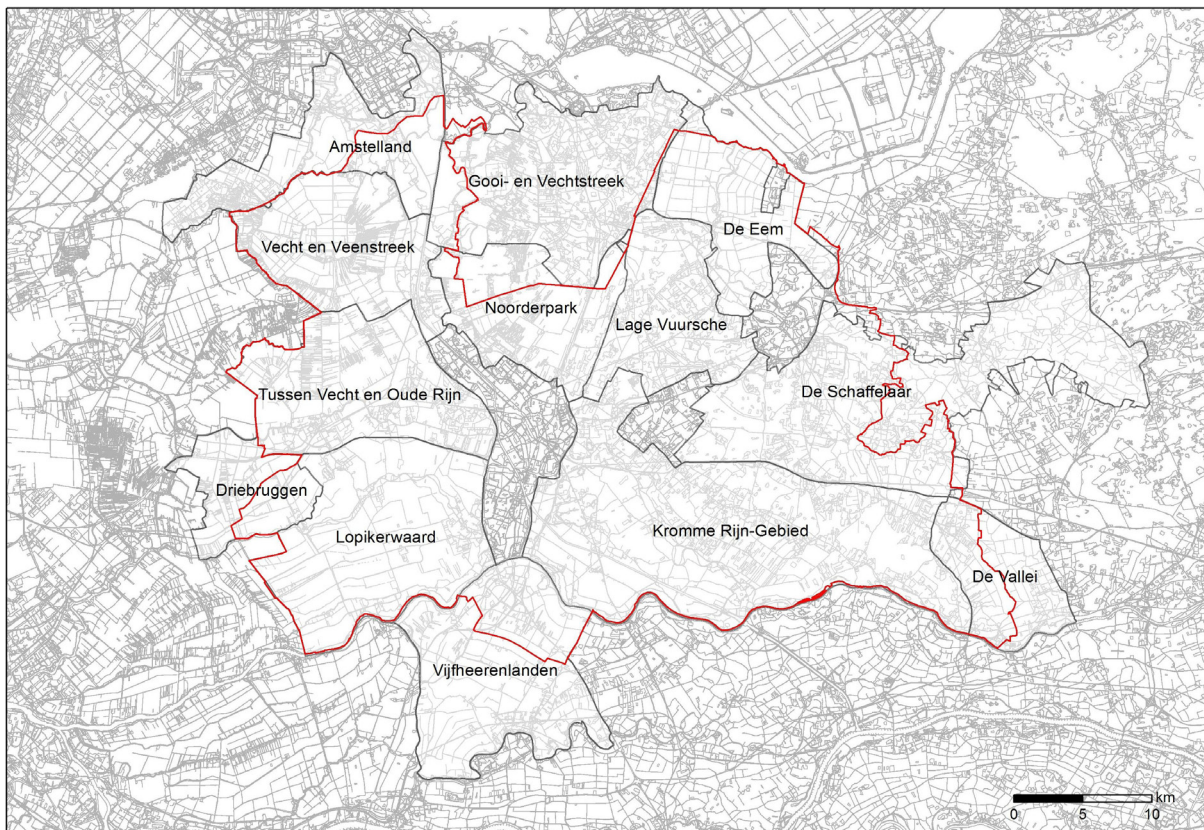 Amstelland
Gooi- en Vechtstreek
Vecht en Veenstreek
De Eem
Noorderpark
Lage Vuursche
Tussen Vecht en Oude Rijn
De Schaffelaar
Driebruggen
Lopikerwaard
Kromme Rijn-Gebied
De Vallei
Vijfheerenlanden
km
0 5 10